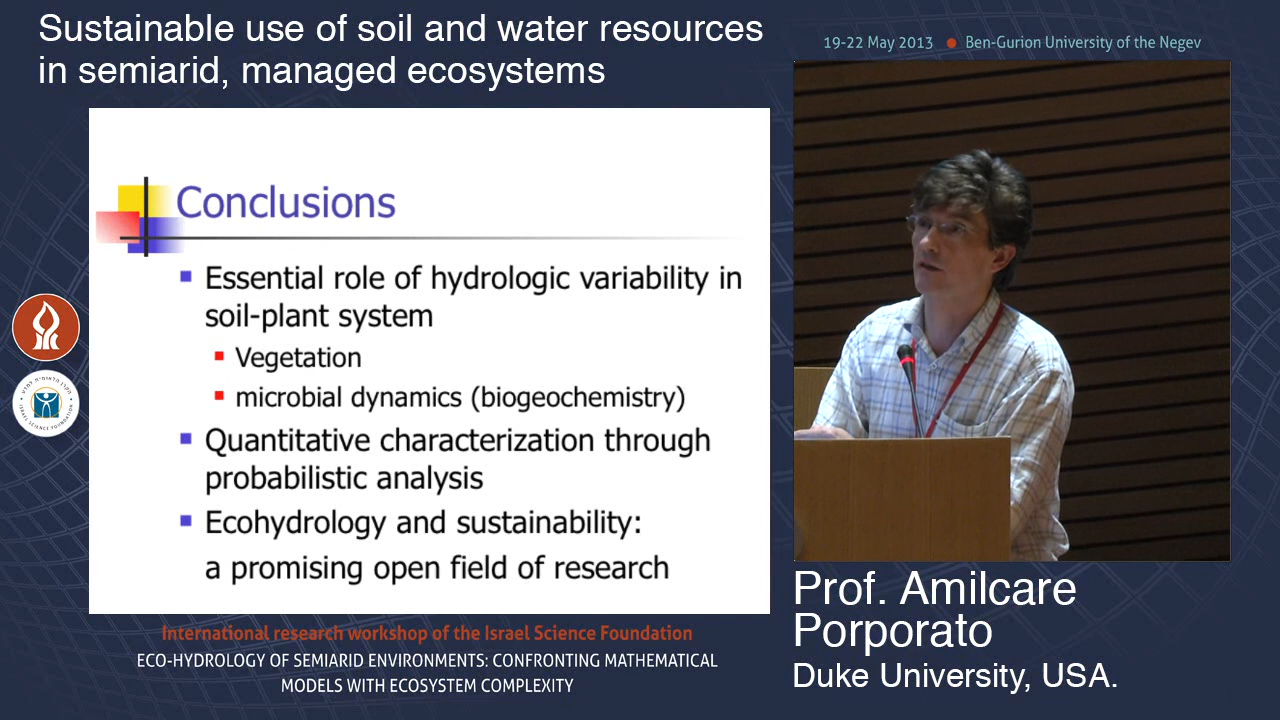 Sustainable use of soil and water resources
in semiarid, managed ecosystems
19-22 May 2013 ● Ben-Gurion University of the Negev
Conclusions
Essential role of hydrologic variability in
soil-plant system
Vegetation
microbial dynamics (biogeochemistry)
Quantitative characterization through
probabilistic analysis
Ecohydrology and sustainability:
a promising open field of research
International research workshop of the Israel Science Foundation
ECO-HYDROLOGY OF SEMIARID ENVIRONMENTS: CONFRONTING MATHEMATICAL
MODELS WITH ECOSYSTEM COMPLEXITY
Prof. Amilcare
Porporato
Duke University, USA.
ISRAEL SCIENCE FOUNDATION